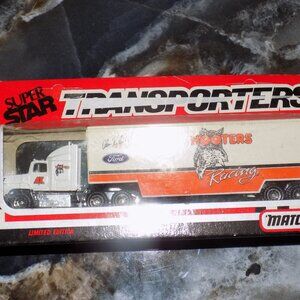 SUPER
STAR
TRANSPORTERS
Ford
HOOTERS
Racing
LIMITED EDITION
MATC